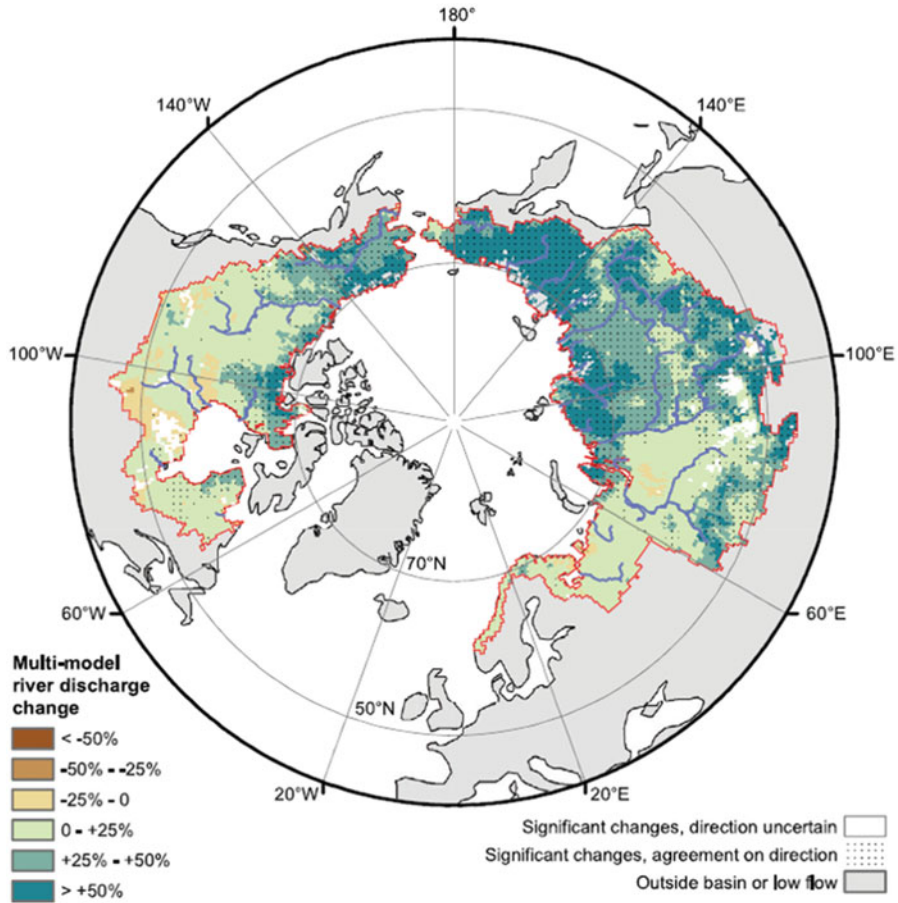 180°
140°W
140°E
100°W
100°E
70°N
60°W
60°E
50°N
20°W
20°E
Multi-model
river discharge
change
< -50%
-50% - -25%
-25% - 0
0 - +25%
+25% - +50%
> +50%
Significant changes, direction uncertain
Significant changes, agreement on direction
Outside basin or low flow